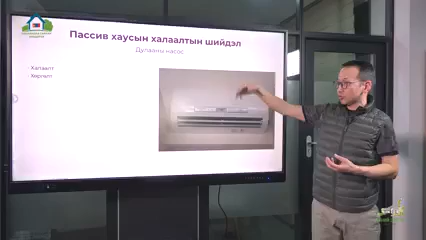 Пассив хаусын халаалтын шийдэл
Дулааны насос
Халаалт
Хөргөлт